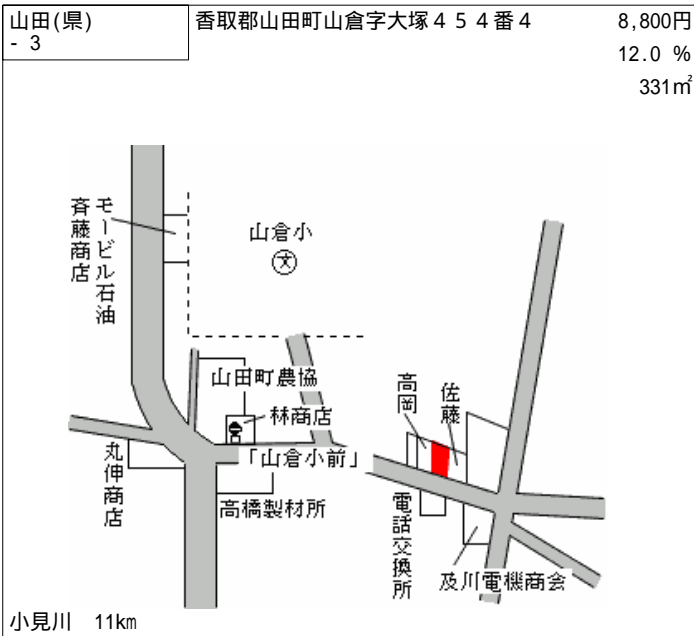 山田(県)
- 3
香取郡山田町山倉字大塚４５４番４
8,800円
12.0 %
331㎡
モービル石油
斉藤商店
山倉小
文
山田町農協
林商店
「山倉小前」
丸伸商店
高橋製材所
高岡
佐藤
電話交換所
及川電機商会
小見川 11km